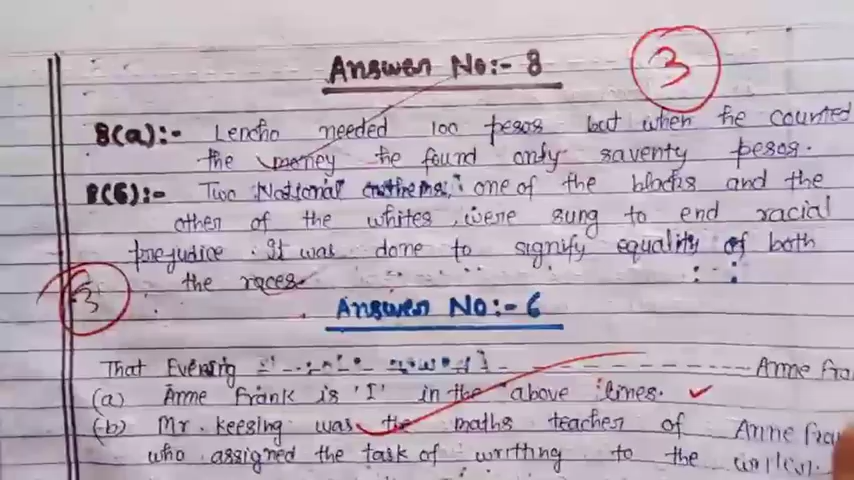 Answer No:- 8
3
8(a):- Lencho needed 100 pesos but when he counted
the money he found only saventy pesos.
8(b):- Two National anthems, one of the blacks and the
other of the whites were sung to end racial
prejudice. It was done to signify equality of both
the races.
3
Answer No:- 6
That Evening - - - - - - - - - Anne Fra
(a) Anne Frank is 'I' in the above lines.
(b) Mr. keesing was the maths teacher of Anne Fra
who assigned the task of writting to the